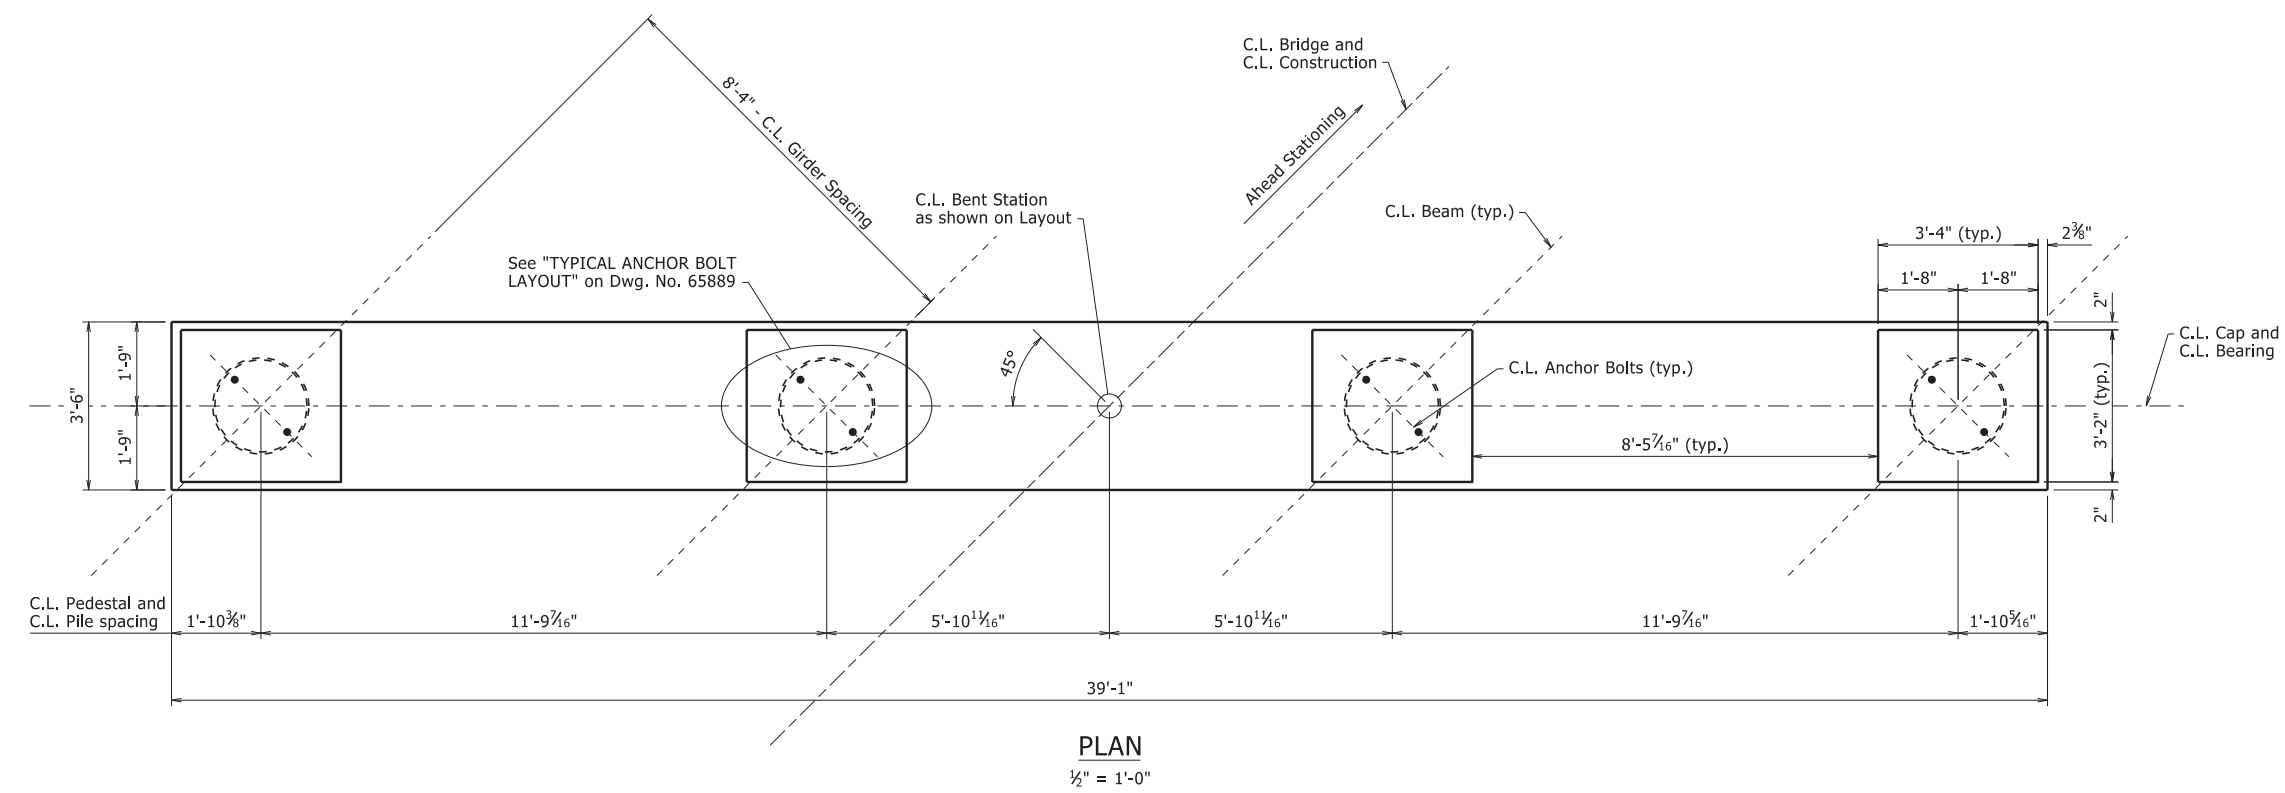 C.L. Bridge and
C.L. Construction
8'-4" - C.L. Girder Spacing
Ahead Stationing
C.L. Bent Station
as shown on Layout
C.L. Beam (typ.)
3'-4" (typ.)
2⅜"
See "TYPICAL ANCHOR BOLT
LAYOUT" on Dwg. No. 65889
1'-8"
1'-8"
2"
C.L. Cap and
C.L. Bearing
1'-9"
3'-6"
1'-9"
45°
C.L. Anchor Bolts (typ.)
8'-5⁷⁄₁₆" (typ.)
3'-2" (typ.)
2"
C.L. Pedestal and
C.L. Pile spacing
1'-10⅜"
11'-9⁷⁄₁₆"
5'-10¹¹⁄₁₆"
5'-10¹¹⁄₁₆"
11'-9⁷⁄₁₆"
1'-10⁵⁄₁₆"
39'-1"
PLAN
½" = 1'-0"